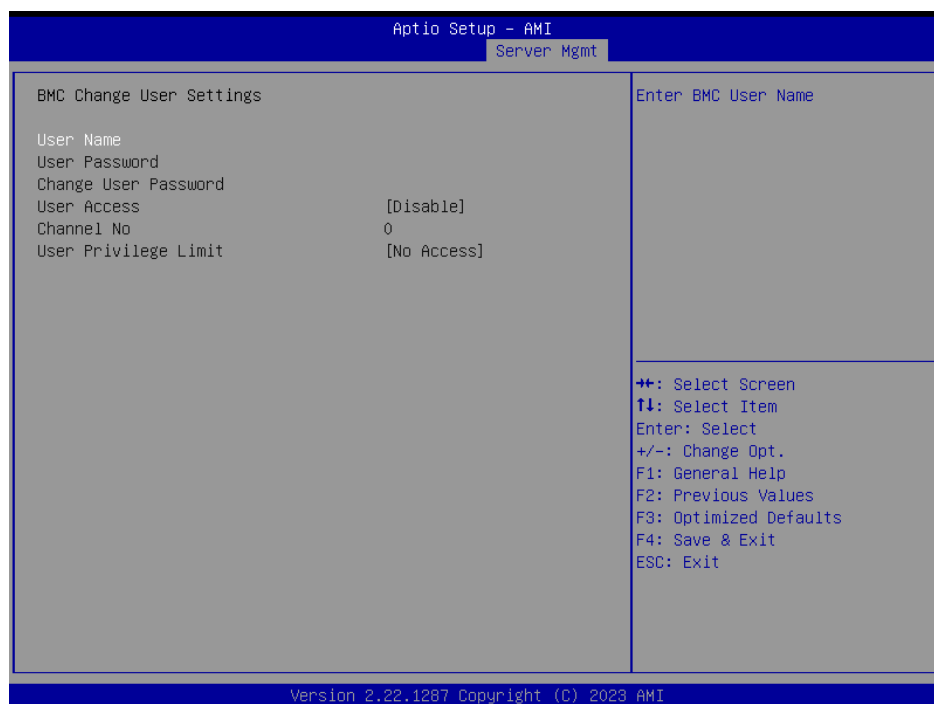 Aptio Setup – AMI
Server Mgmt
BMC Change User Settings
User Name
User Password
Change User Password
User Access [Disable]
Channel No 0
User Privilege Limit [No Access]
Enter BMC User Name
→←: Select Screen
↑↓: Select Item
Enter: Select
+/-: Change Opt.
F1: General Help
F2: Previous Values
F3: Optimized Defaults
F4: Save & Exit
ESC: Exit
Version 2.22.1287 Copyright (C) 2023 AMI